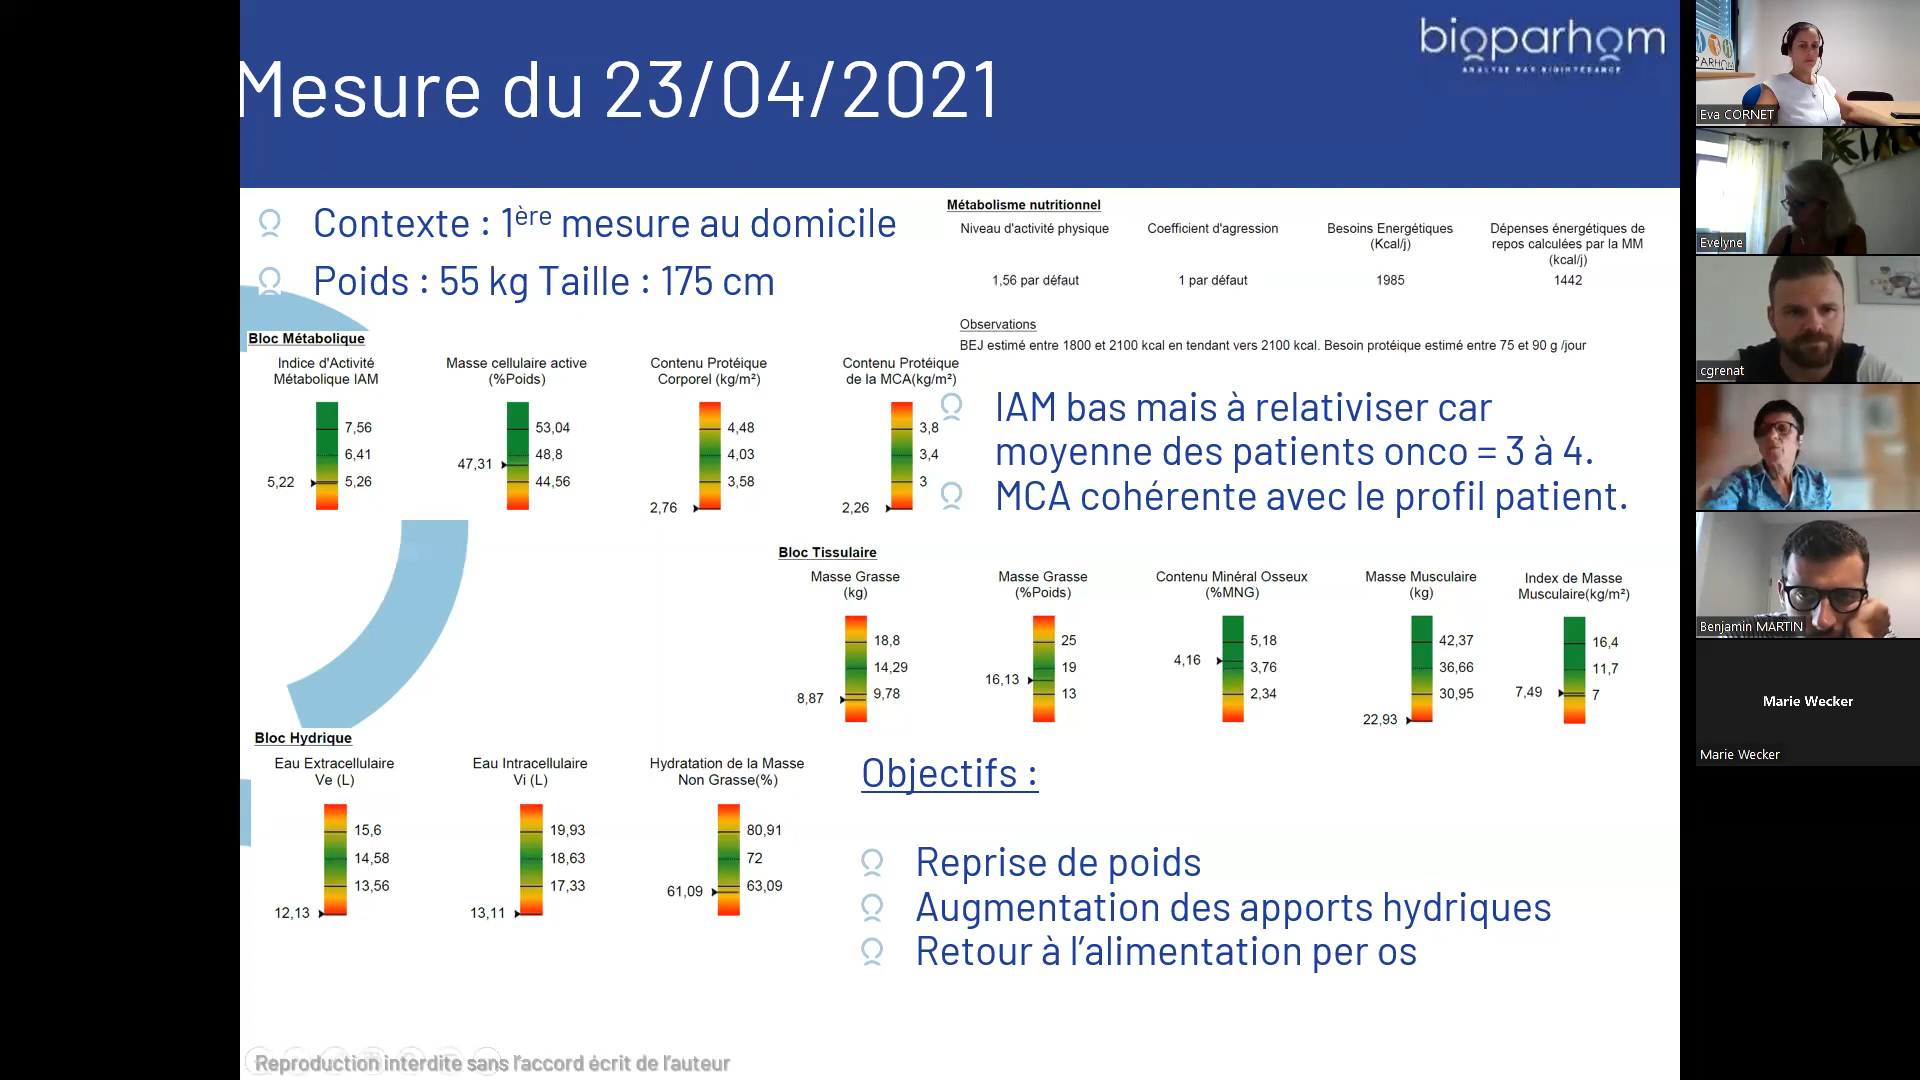 bioparhom
ANALYSE PAR BIOIMPÉDANCE
Mesure du 23/04/2021
Contexte : 1ère mesure au domicile
Poids : 55 kg Taille : 175 cm
Métabolisme nutritionnel
Niveau d'activité physique
Coefficient d'agression
Besoins Energétiques
(Kcal/j)
Dépenses énergétiques de
repos calculées par la MM
(kcal/j)
1,56 par défaut
1 par défaut
1985
1442
Observations
BEJ estimé entre 1800 et 2100 kcal en tendant vers 2100 kcal. Besoin protéique estimé entre 75 et 90 g /jour
Bloc Métabolique
Indice d'Activité
Métabolique IAM
7,56
6,41
5,22
5,26
Masse cellulaire active
(%Poids)
53,04
48,8
47,31
44,56
Contenu Protéique
Corporel (kg/m²)
4,48
4,03
3,58
2,76
Contenu Protéique
de la MCA(kg/m²)
3,8
3,4
3
2,26
IAM bas mais à relativiser car
moyenne des patients onco = 3 à 4.
MCA cohérente avec le profil patient.
Bloc Tissulaire
Masse Grasse
(kg)
18,8
14,29
9,78
8,87
Masse Grasse
(%Poids)
25
19
16,13
13
Contenu Minéral Osseux
(%MNG)
5,18
4,16
3,76
2,34
Masse Musculaire
(kg)
42,37
36,66
30,95
22,93
Index de Masse
Musculaire(kg/m²)
16,4
11,7
7,49
7
Bloc Hydrique
Eau Extracellulaire
Ve (L)
15,6
14,58
13,56
12,13
Eau Intracellulaire
Vi (L)
19,93
18,63
17,33
13,11
Hydratation de la Masse
Non Grasse(%)
80,91
72
63,09
61,09
Objectifs :
Reprise de poids
Augmentation des apports hydriques
Retour à l'alimentation per os
Reproduction interdite sans l'accord écrit de l'auteur
PARHOM
Eva CORNET
Evelyne
cgrenat
Benjamin MARTIN
Marie Wecker
Marie Wecker